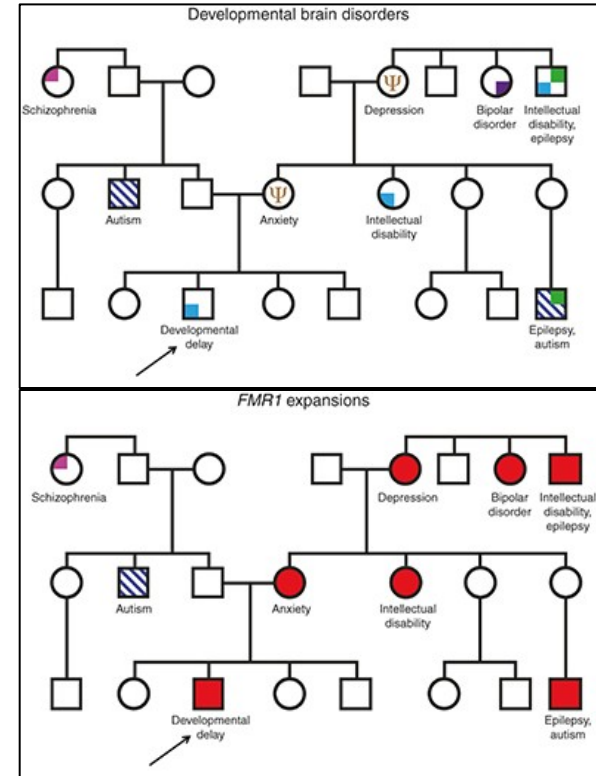 Developmental brain disorders
Ψ
Schizophrenia
Depression
Bipolar
disorder
Intellectual
disability,
epilepsy
Ψ
Autism
Anxiety
Intellectual
disability
Developmental
delay
Epilepsy,
autism
FMR1 expansions
Schizophrenia
Depression
Bipolar
disorder
Intellectual
disability,
epilepsy
Autism
Anxiety
Intellectual
disability
Developmental
delay
Epilepsy,
autism